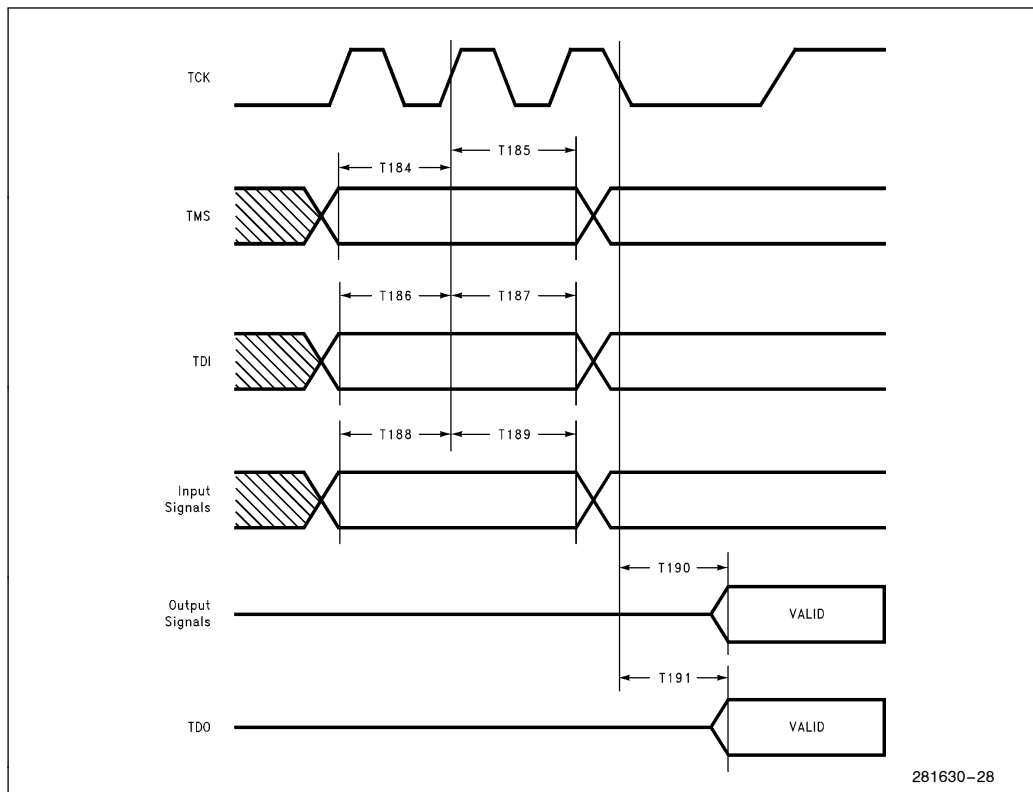 TCK
T185
T184
TMS
T186
T187
TDI
T188
T189
Input
Signals
T190
Output
Signals
VALID
T191
TDO
VALID
281630–28